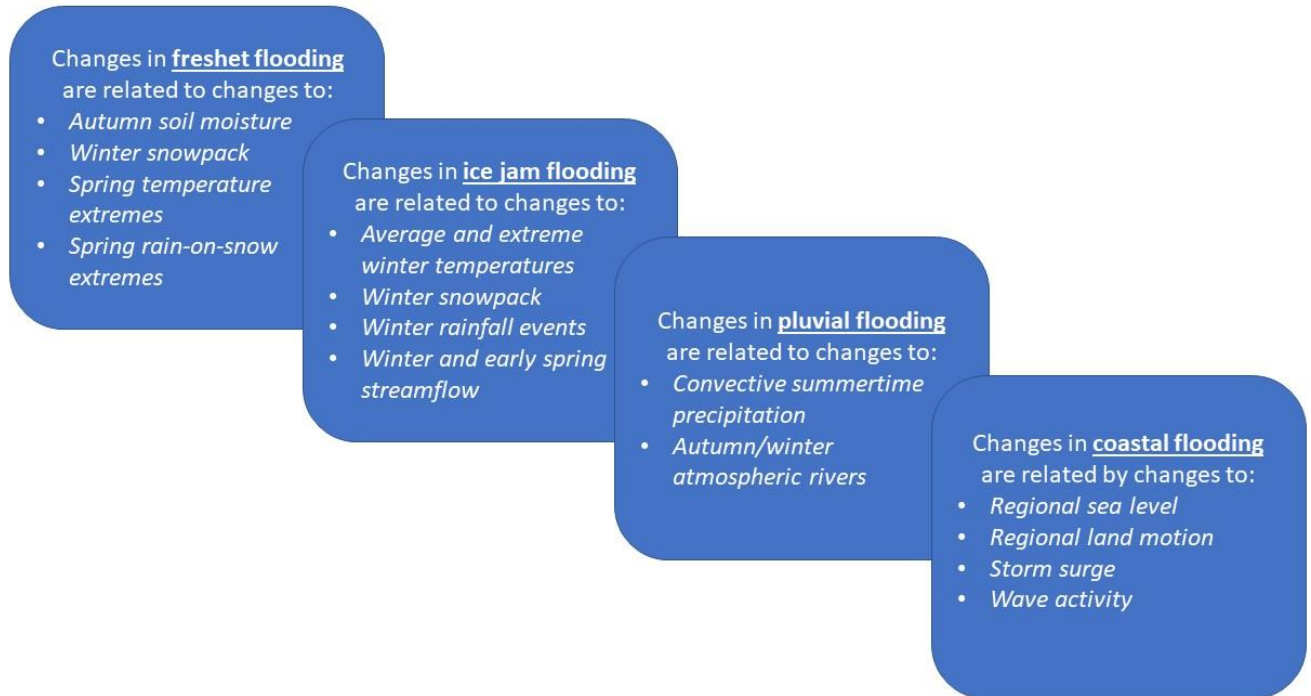 Changes in freshet flooding
are related to changes to:
• Autumn soil moisture
• Winter snowpack
• Spring temperature
extremes
• Spring rain-on-snow
extremes
Changes in ice jam flooding
are related to changes to:
• Average and extreme
winter temperatures
• Winter snowpack
• Winter rainfall events
• Winter and early spring
streamflow
Changes in pluvial flooding
are related to changes to:
• Convective summertime
precipitation
• Autumn/winter
atmospheric rivers
Changes in coastal flooding
are related by changes to:
• Regional sea level
• Regional land motion
• Storm surge
• Wave activity